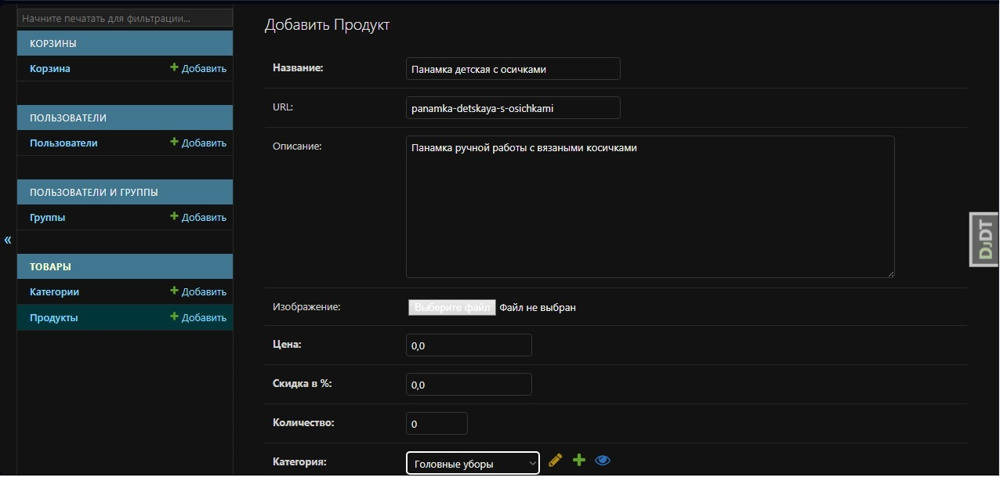 Начните печатать для фильтрации...
КОРЗИНЫ
Корзина Добавить
ПОЛЬЗОВАТЕЛИ
Пользователи Добавить
ПОЛЬЗОВАТЕЛИ И ГРУППЫ
Группы Добавить
«
ТОВАРЫ
Категории Добавить
Продукты Добавить
Добавить Продукт
Название: Панамка детская с осичками
URL: panamka-detskaya-s-osichkami
Описание: Панамка ручной работы с вязаными косичками
Изображение: Выберите файл Файл не выбран
Цена: 0,0
Скидка в %: 0,0
Количество: 0
Категория: Головные уборы
DJDT